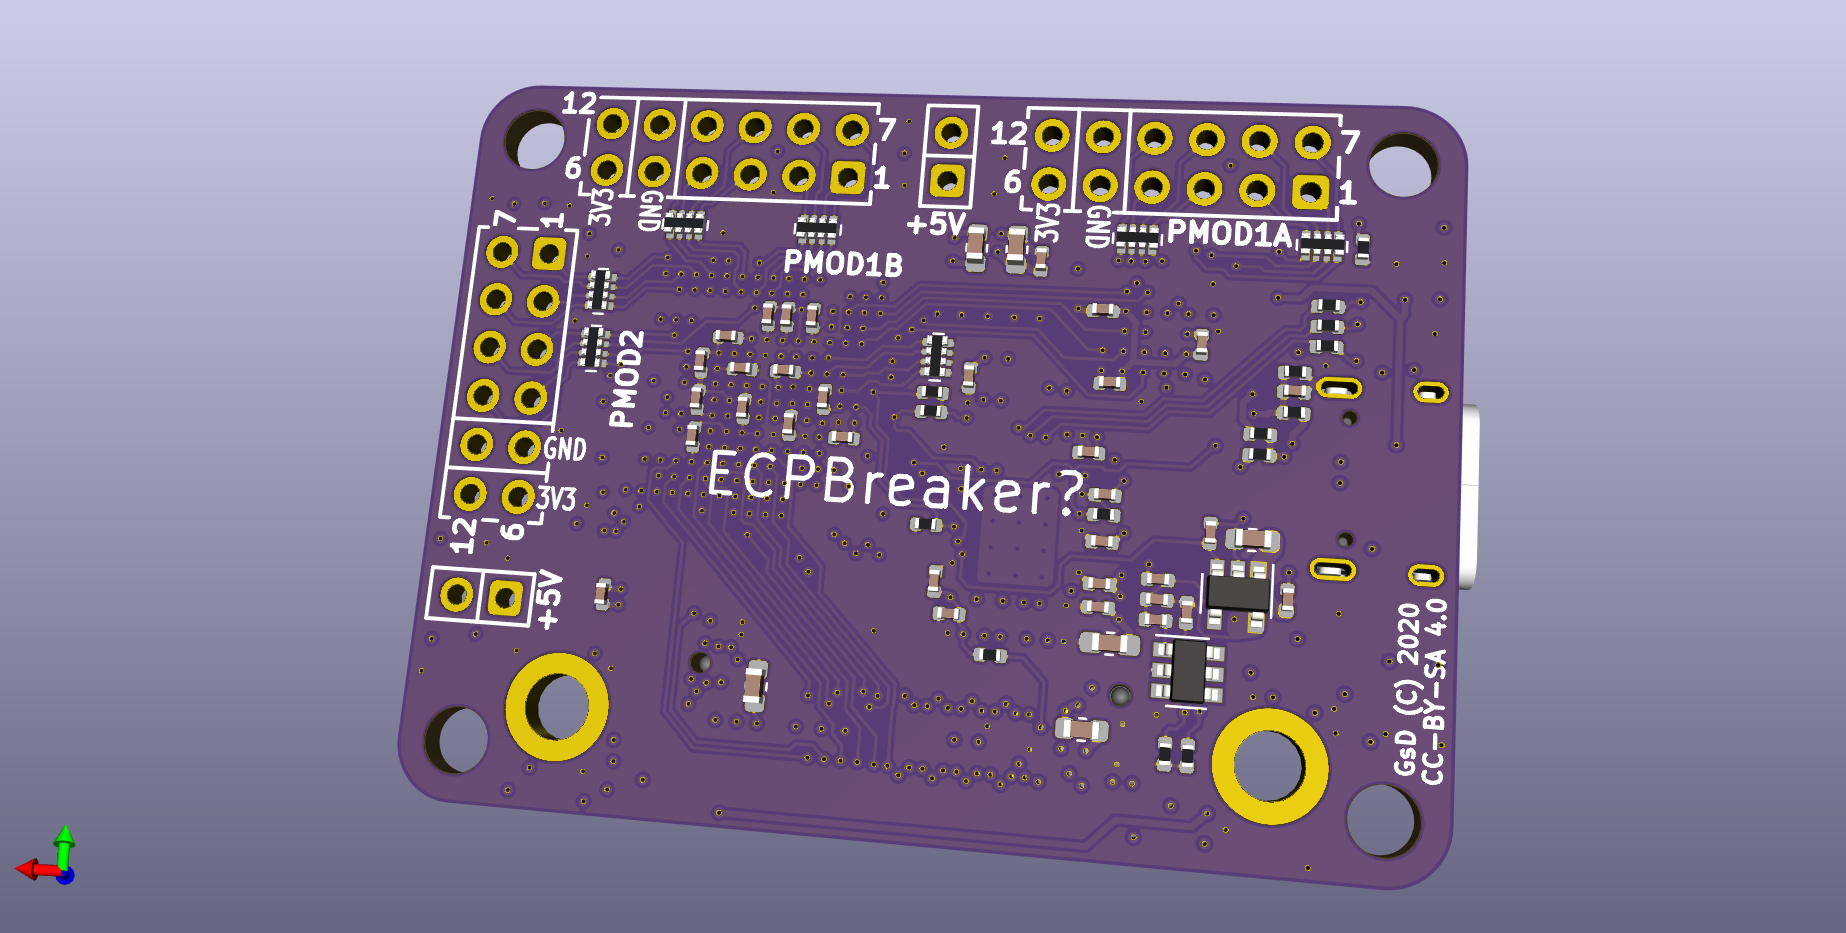 12
7
6
1
3V3
GND
PMOD1B
+5V
12
7
6
1
3V3
GND
PMOD1A
7
1
PMOD2
GND
3V3
12
6
+5V
ECPBreaker?
GsD (C) 2020
CC-BY-SA 4.0